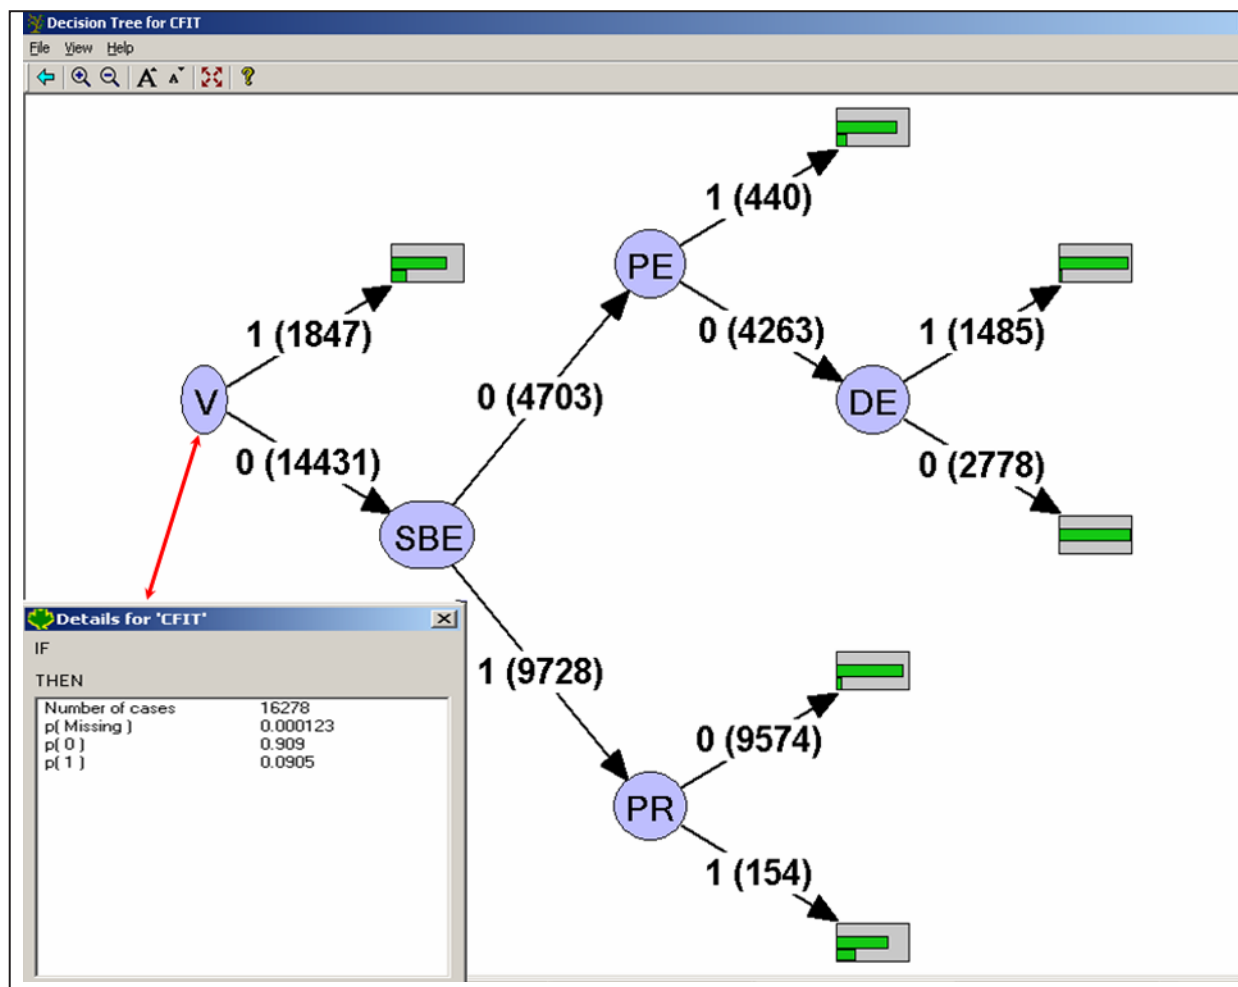 Decision Tree for CFIT
File View Help
A A ?
1 (440)
PE
1 (1847)
0 (4263)
1 (1485)
V
0 (4703)
DE
0 (14431)
0 (2778)
SBE
Details for 'CFIT'
IF
THEN
Number of cases 16278
p( Missing ) 0.000123
p( 0 ) 0.909
p( 1 ) 0.0905
1 (9728)
0 (9574)
PR
1 (154)